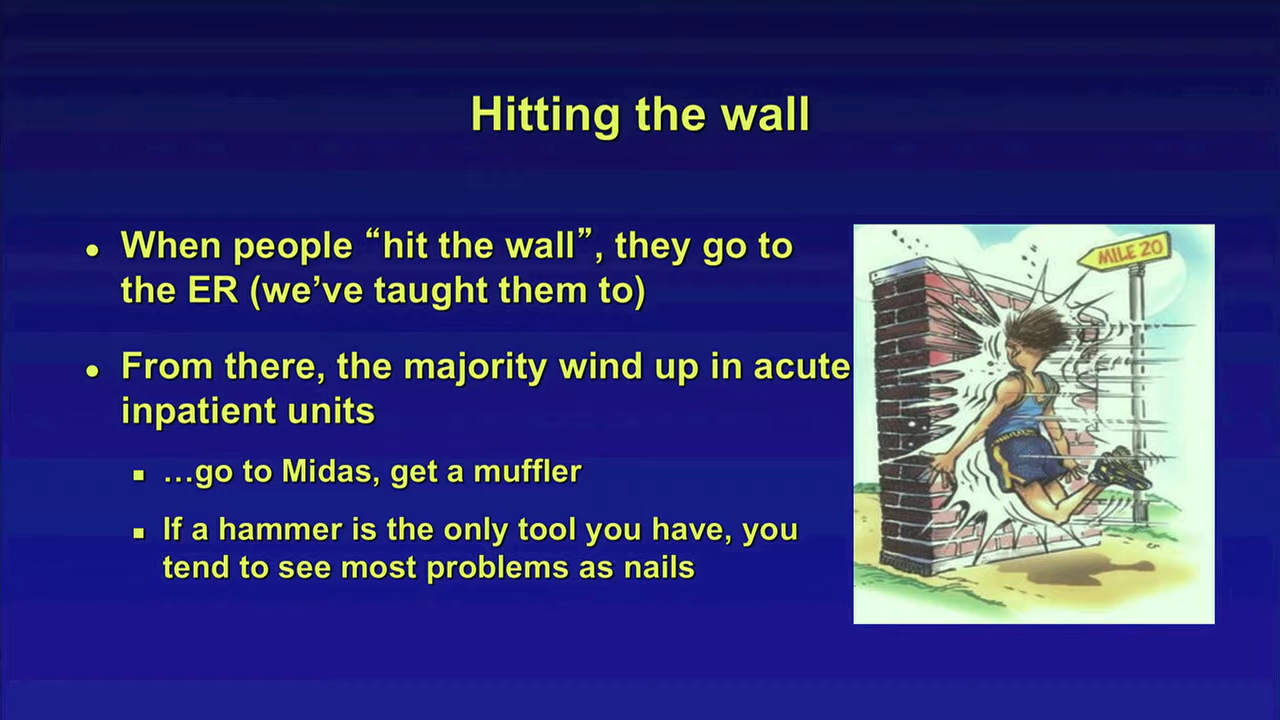 Hitting the wall
When people “hit the wall”, they go to
the ER (we’ve taught them to)
From there, the majority wind up in acute
inpatient units
…go to Midas, get a muffler
If a hammer is the only tool you have, you
tend to see most problems as nails
MILE 20